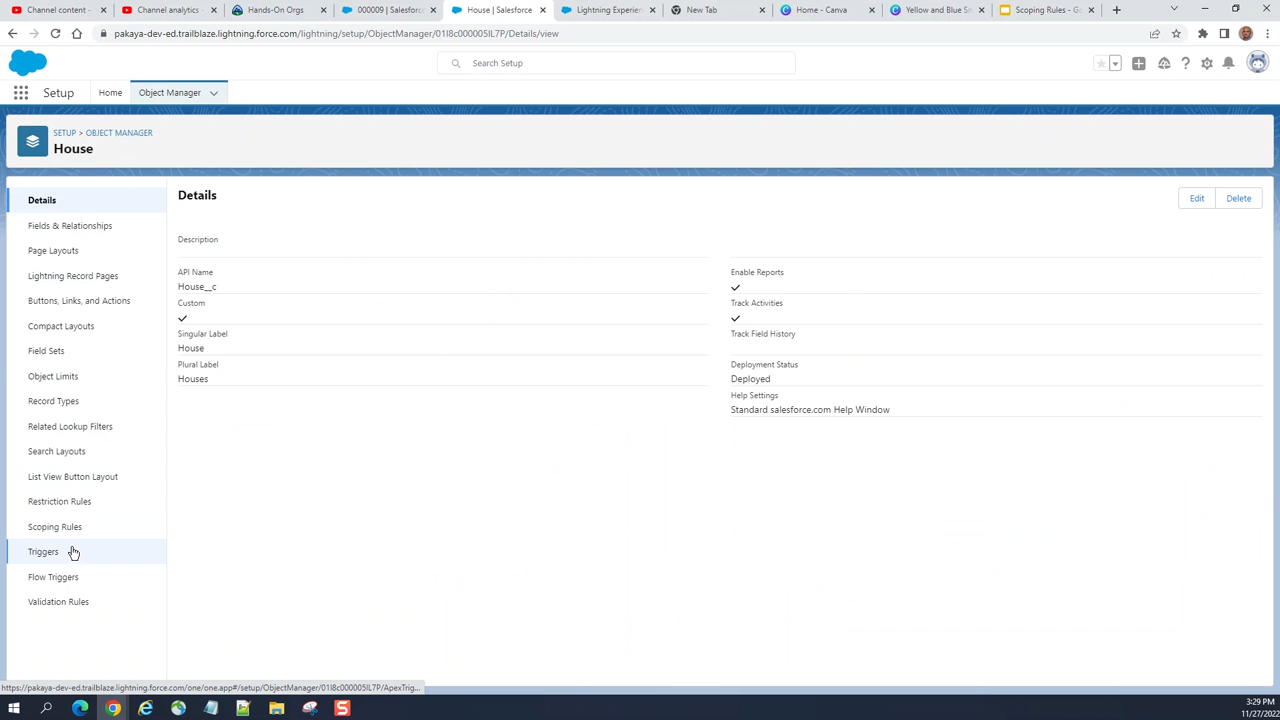 Channel content -
Channel analytics -
Hands-On Orgs
000009 | Salesforce
House | Salesforce
Lightning Experien
New Tab
Home - Canva
Yellow and Blue Si
Scoping Rules - Go
pakaya-dev-ed.trailblaze.lightning.force.com/lightning/setup/ObjectManager/01I8c000005IL7P/Details/view
Search Setup
Setup
Home
Object Manager
SETUP > OBJECT MANAGER
House
Details
Fields & Relationships
Page Layouts
Lightning Record Pages
Buttons, Links, and Actions
Compact Layouts
Field Sets
Object Limits
Record Types
Related Lookup Filters
Search Layouts
List View Button Layout
Restriction Rules
Scoping Rules
Triggers
Flow Triggers
Validation Rules
Details
Edit
Delete
Description
API Name
House__c
Custom
Singular Label
House
Plural Label
Houses
Enable Reports
Track Activities
Track Field History
Deployment Status
Deployed
Help Settings
Standard salesforce.com Help Window
https://pakaya-dev-ed.trailblaze.lightning.force.com/one/one.app#/setup/ObjectManager/01I8c000005IL7P/ApexTrig...
3:29 PM
11/27/2022